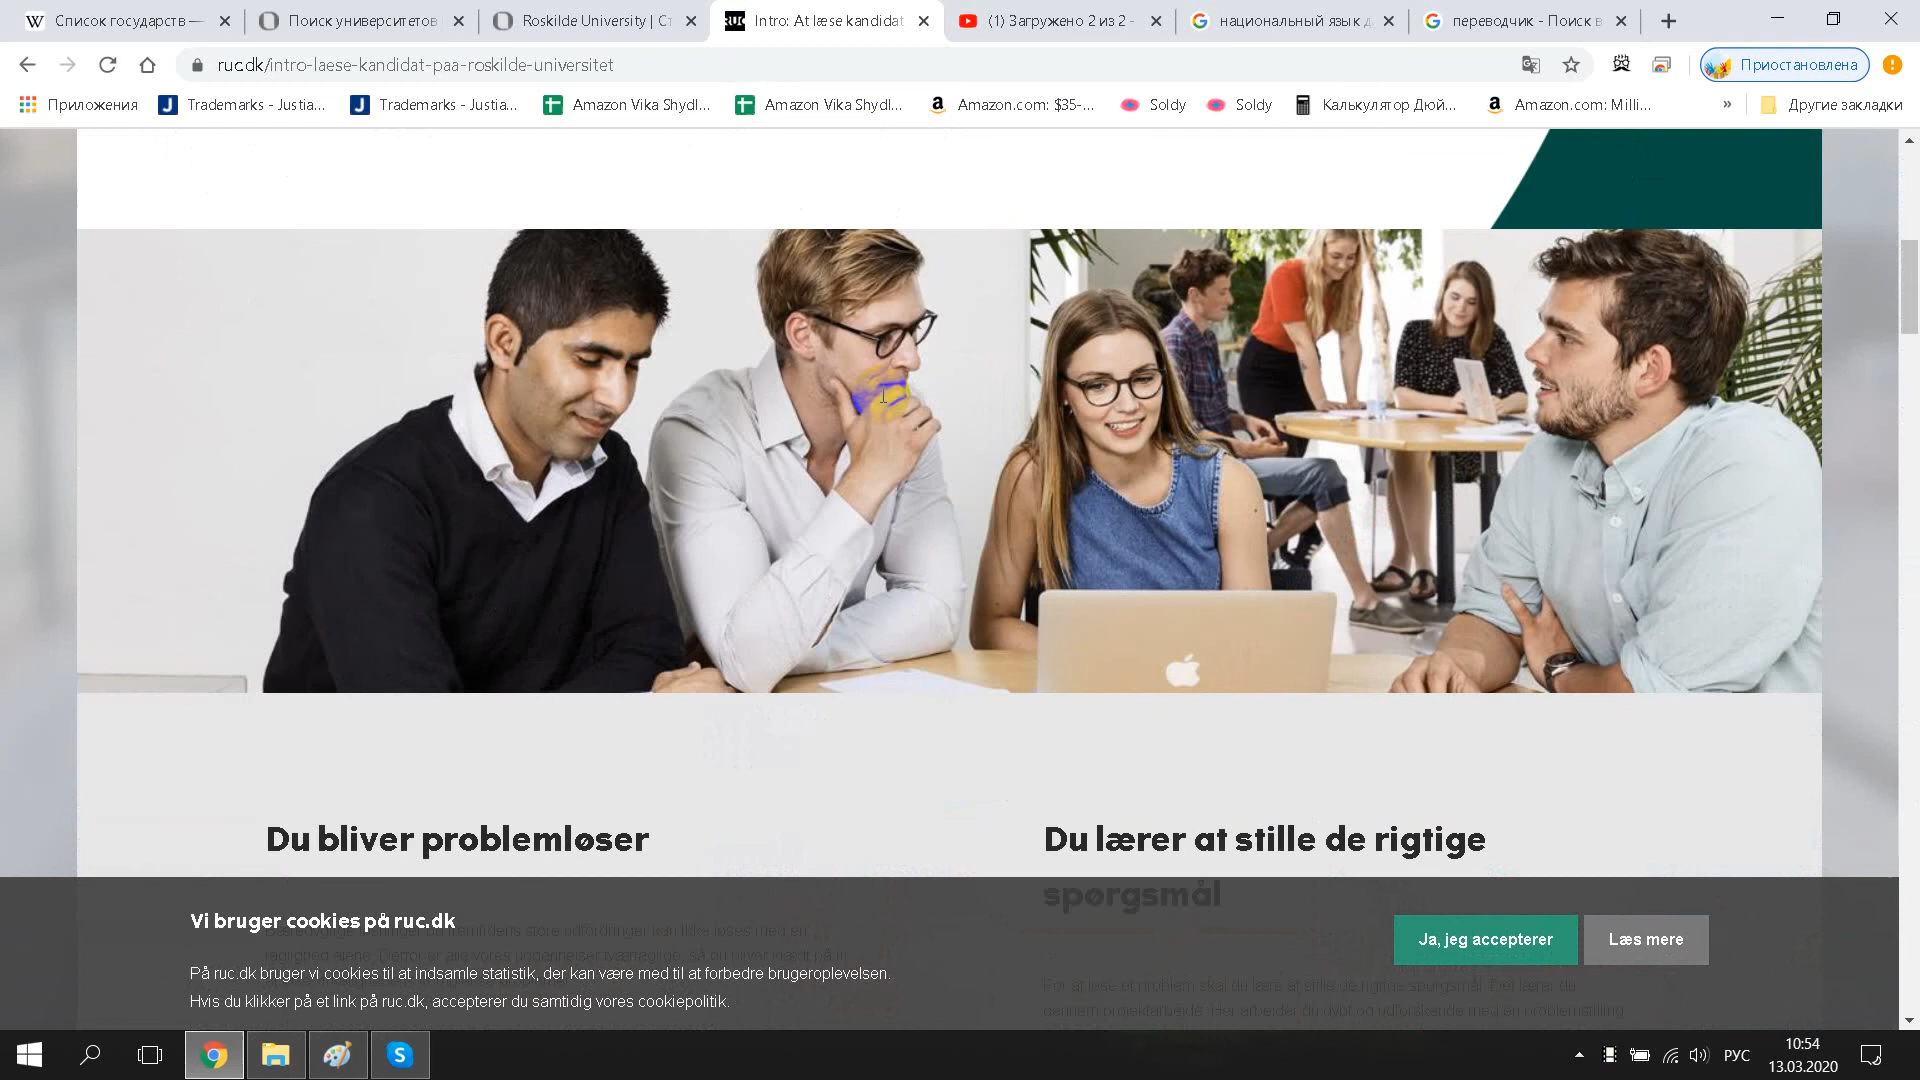 Список государств —
Поиск университетов
Roskilde University | Ст
Intro: At læse kandidat
(1) Загружено 2 из 2 -
национальный язык д
переводчик - Поиск в
ruc.dk/intro-laese-kandidat-paa-roskilde-universitet
Приостановлена
Приложения
Trademarks - Justia...
Trademarks - Justia...
Amazon Vika Shydl...
Amazon Vika Shydl...
Amazon.com: $35-...
Soldy
Soldy
Калькулятор Дюй...
Amazon.com: Milli...
»
Другие закладки
Du bliver problemløser
Du lærer at stille de rigtige
spørgsmål
Vi bruger cookies på ruc.dk
På ruc.dk bruger vi cookies til at indsamle statistik, der kan være med til at forbedre brugeroplevelsen.
Hvis du klikker på et link på ruc.dk, accepterer du samtidig vores cookiepolitik.
Ja, jeg accepterer
Læs mere
РУС
10:54
13.03.2020